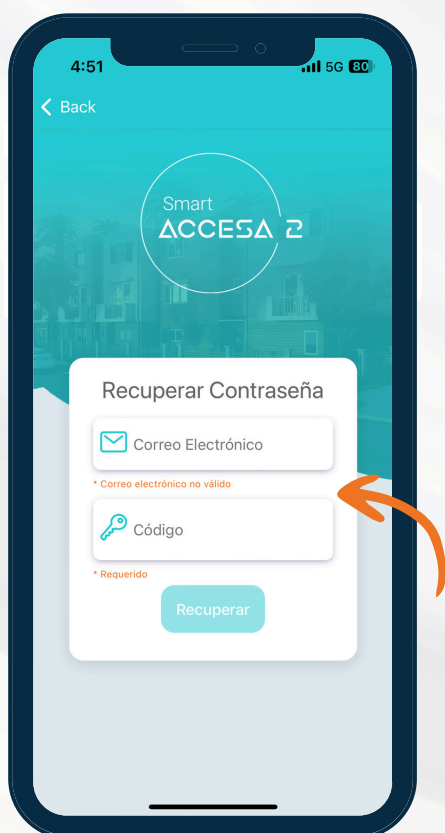 4:51
5G 80
Back
Smart
ACCESA 2
Recuperar Contraseña
Correo Electrónico
* Correo electrónico no válido
Código
* Requerido
Recuperar